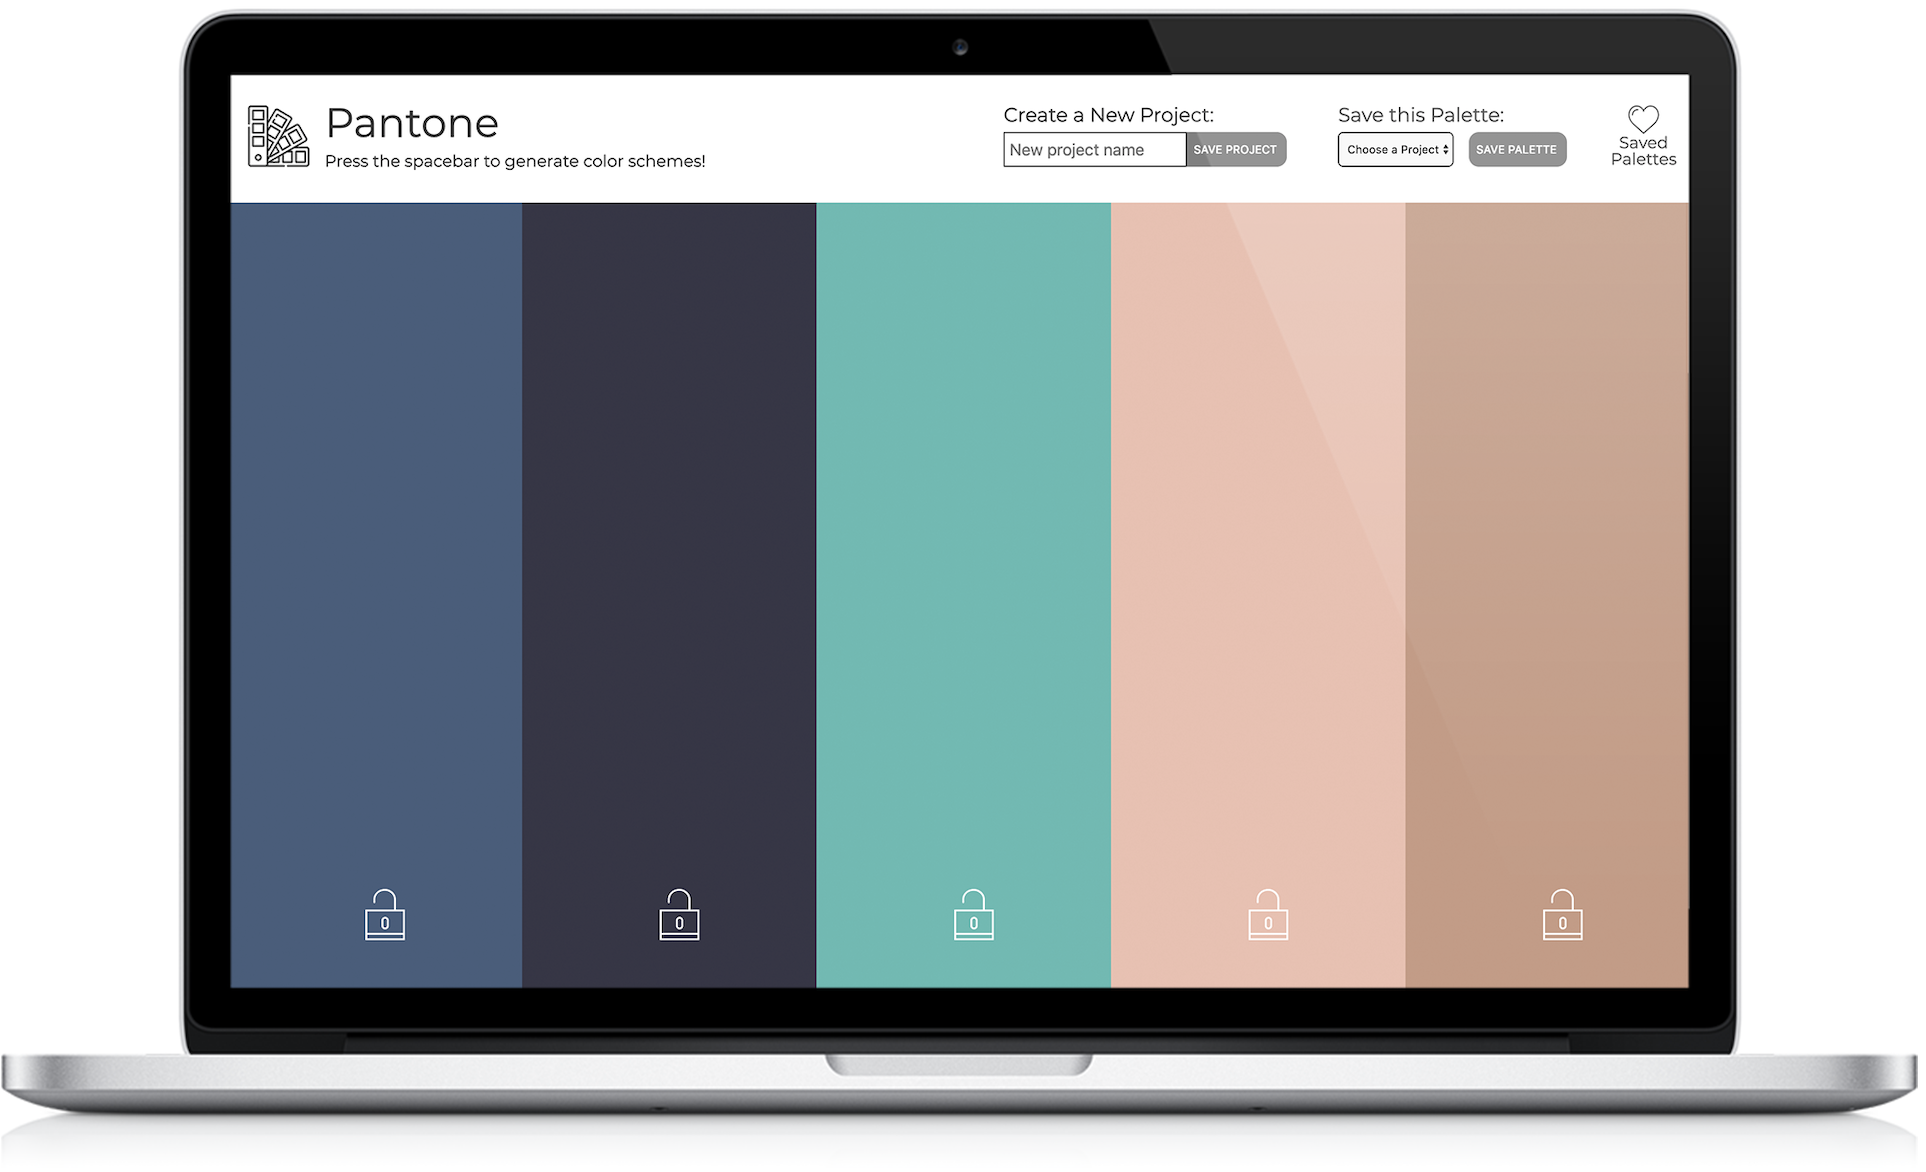 Pantone
Press the spacebar to generate color schemes!
Create a New Project:
New project name
SAVE PROJECT
Save this Palette:
Choose a Project
SAVE PALETTE
Saved
Palettes
0
0
0
0
0